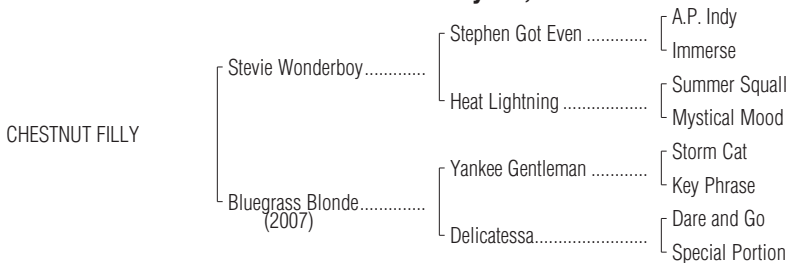 A.P. Indy
Stephen Got Even ............
Immerse
Stevie Wonderboy.............
Summer Squall
Heat Lightning ..................
Mystical Mood
CHESTNUT FILLY
Storm Cat
Yankee Gentleman ............
Key Phrase
Bluegrass Blonde..............
(2007)
Dare and Go
Delicatessa........................
Special Portion